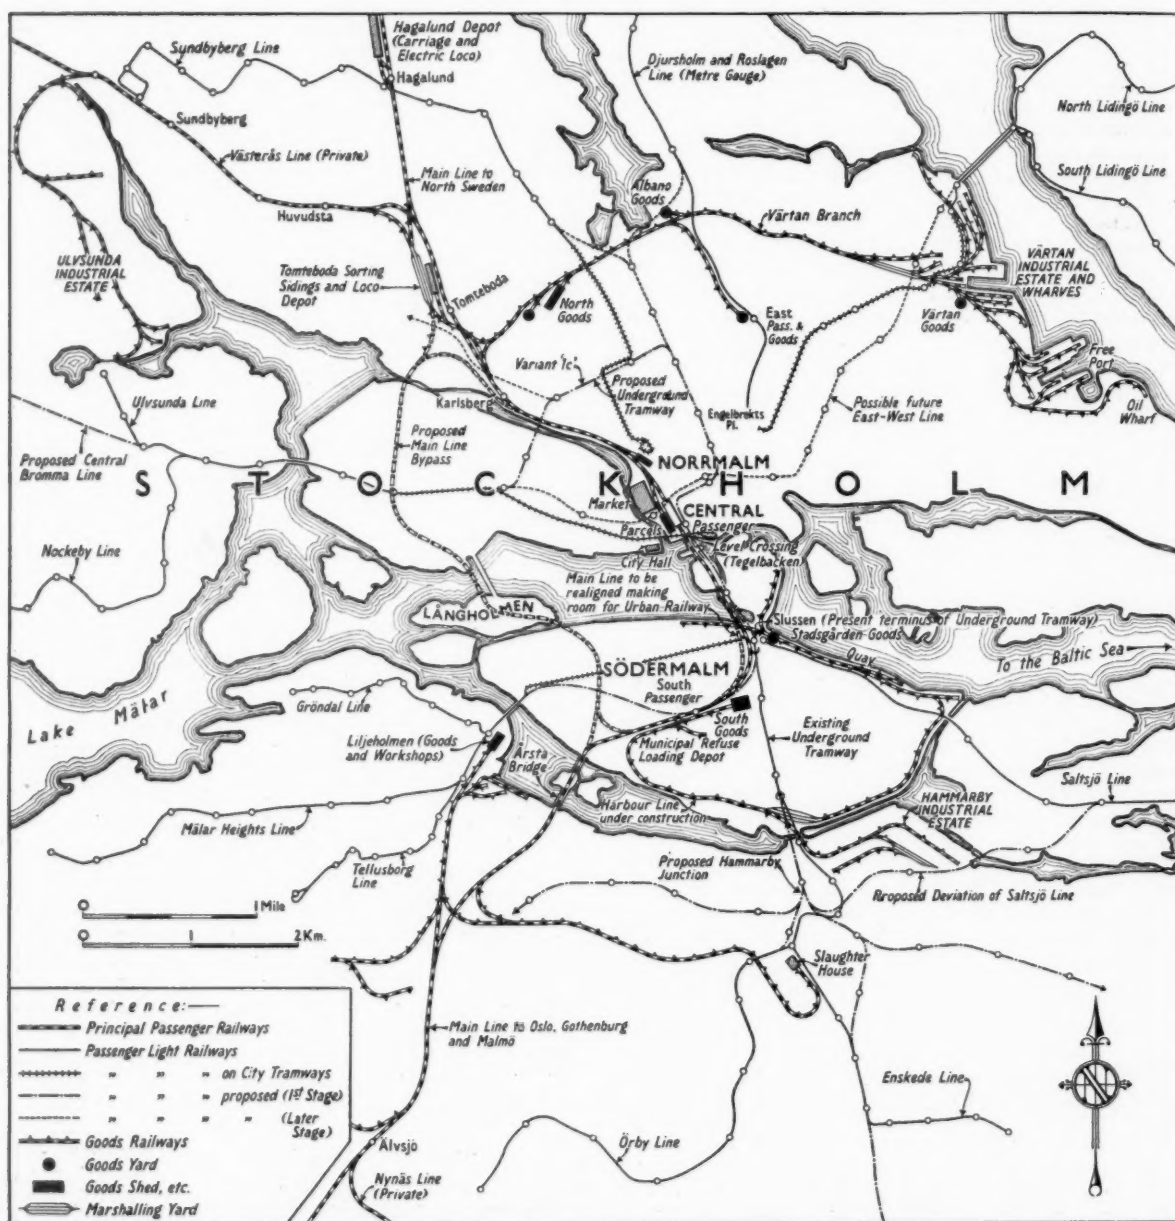 Hagalund Depot
(Carriage and
Electric Loco)
Hagalund
Sundbyberg Line
Djursholm and Roslagen
Line (Metre Gauge)
North Lidingö Line
Sundbyberg
Västerås Line (Private)
Main Line to
North Sweden
South Lidingö Line
Huvudsta
Albano
Goods
Värtan Branch
ULVSUNDA
INDUSTRIAL
ESTATE
Tomteboda Sorting
Sidings and Loco
Depot
Tomteboda
North
Goods
East
Pass. &
Goods
VÄRTAN
INDUSTRIAL
ESTATE AND
WHARVES
Värtan
Goods
Free
Port
Oil
Wharf
Variant 'Ic'
Proposed
Underground
Tramway
Ulvsunda Line
Karlsberg
Engelbrekts
Pl.
Possible future
East-West Line
Proposed Central
Bromma Line
Proposed
Main Line
Bypass
NORRMALM
STOCKHOLM
Market
CENTRAL
Passenger
Parcels
Level Crossing
(Tegelbacken)
City Hall
Nockeby Line
Main Line to be
realigned making
room for Urban Railway
LÅNGHOLMEN
Slussen (Present terminus of Underground Tramway)
Stadsgården Goods
Quay
To the Baltic Sea
SÖDERMALM
South
Passenger
Lake Mälar
Gröndal Line
South
Goods
Existing
Underground
Tramway
Liljeholmen (Goods
and Workshops)
Årsta
Bridge
Municipal Refuse
Loading Depot
Saltsjö Line
Harbour Line
under construction
HAMMARBY
INDUSTRIAL
ESTATE
Mälar Heights Line
Tellusborg
Line
Proposed Hammarby
Junction
Proposed Deviation of Saltsjö Line
0 1 Mile
0 1 2 Km.
Slaughter
House
Reference:—
Principal Passenger Railways
Passenger Light Railways
" " " on City Tramways
" " " proposed (1st Stage)
" " " " (Later
Stage)
Goods Railways
Goods Yard
Goods Shed, etc.
Marshalling Yard
Main Line to Oslo, Gothenburg
and Malmö
Enskede Line
Älvsjö
Örby Line
Nynäs Line
(Private)